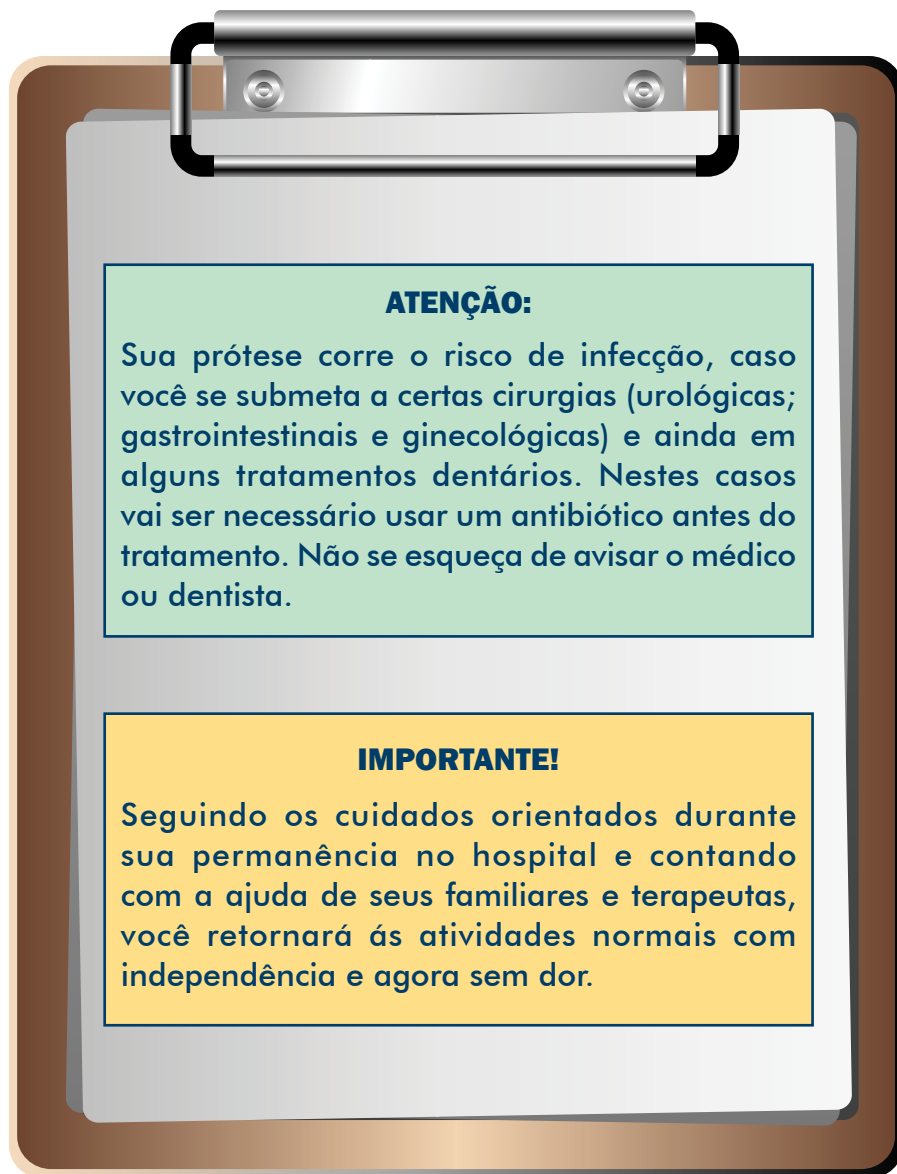 ATENÇÃO:
Sua prótese corre o risco de infecção, caso
você se submeta a certas cirurgias (urológicas;
gastrointestinais e ginecológicas) e ainda em
alguns tratamentos dentários. Nestes casos
vai ser necessário usar um antibiótico antes do
tratamento. Não se esqueça de avisar o médico
ou dentista.
IMPORTANTE!
Seguindo os cuidados orientados durante
sua permanência no hospital e contando
com a ajuda de seus familiares e terapeutas,
você retornará ás atividades normais com
independência e agora sem dor.